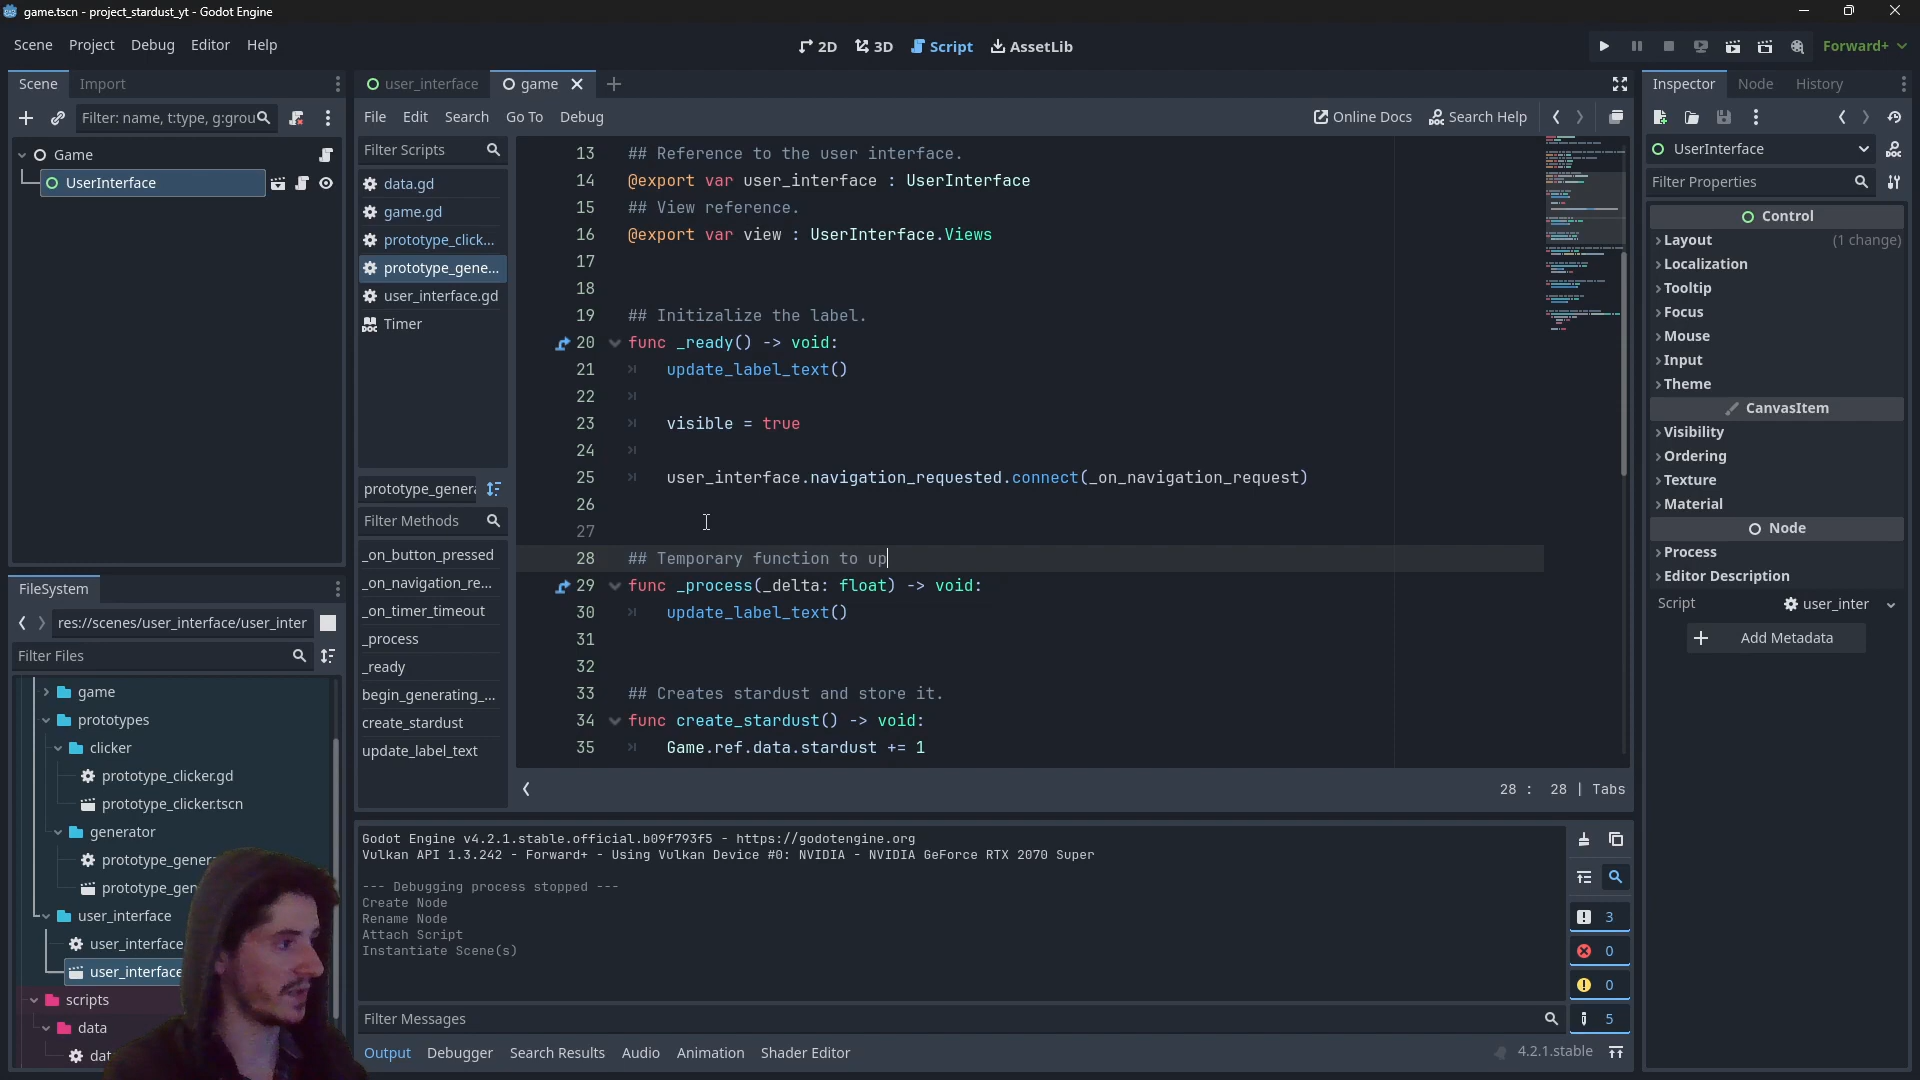 game.tscn - project_stardust_yt - Godot Engine
Scene Project Debug Editor Help
2D 3D Script AssetLib
Forward+
Scene Import
Filter: name, t:type, g:grou
Game
UserInterface
user_interface game
File Edit Search Go To Debug
Online Docs Search Help
Filter Scripts
data.gd
game.gd
prototype_click...
prototype_gene...
user_interface.gd
Timer
prototype_genera
Filter Methods
_on_button_pressed
_on_navigation_re...
_on_timer_timeout
_process
_ready
begin_generating_...
create_stardust
update_label_text
13 ## Reference to the user interface.
14 @export var user_interface : UserInterface
15 ## View reference.
16 @export var view : UserInterface.Views
17
18
19 ## Initizalize the label.
20 func _ready() -> void:
21 update_label_text()
22
23 visible = true
24
25 user_interface.navigation_requested.connect(_on_navigation_request)
26
27
28 ## Temporary function to up
29 func _process(_delta: float) -> void:
30 update_label_text()
31
32
33 ## Creates stardust and store it.
34 func create_stardust() -> void:
35 Game.ref.data.stardust += 1
28 : 28 | Tabs
Godot Engine v4.2.1.stable.official.b09f793f5 - https://godotengine.org
Vulkan API 1.3.242 - Forward+ - Using Vulkan Device #0: NVIDIA - NVIDIA GeForce RTX 2070 Super
--- Debugging process stopped ---
Create Node
Rename Node
Attach Script
Instantiate Scene(s)
3
0
0
5
Filter Messages
Output Debugger Search Results Audio Animation Shader Editor
4.2.1.stable
FileSystem
res://scenes/user_interface/user_inter
Filter Files
game
prototypes
clicker
prototype_clicker.gd
prototype_clicker.tscn
generator
prototype_genera
prototype_gen
user_interface
user_interface
user_interface
scripts
data
dat
Inspector Node History
UserInterface
Filter Properties
Control
Layout (1 change)
Localization
Tooltip
Focus
Mouse
Input
Theme
CanvasItem
Visibility
Ordering
Texture
Material
Node
Process
Editor Description
Script user_inter
Add Metadata